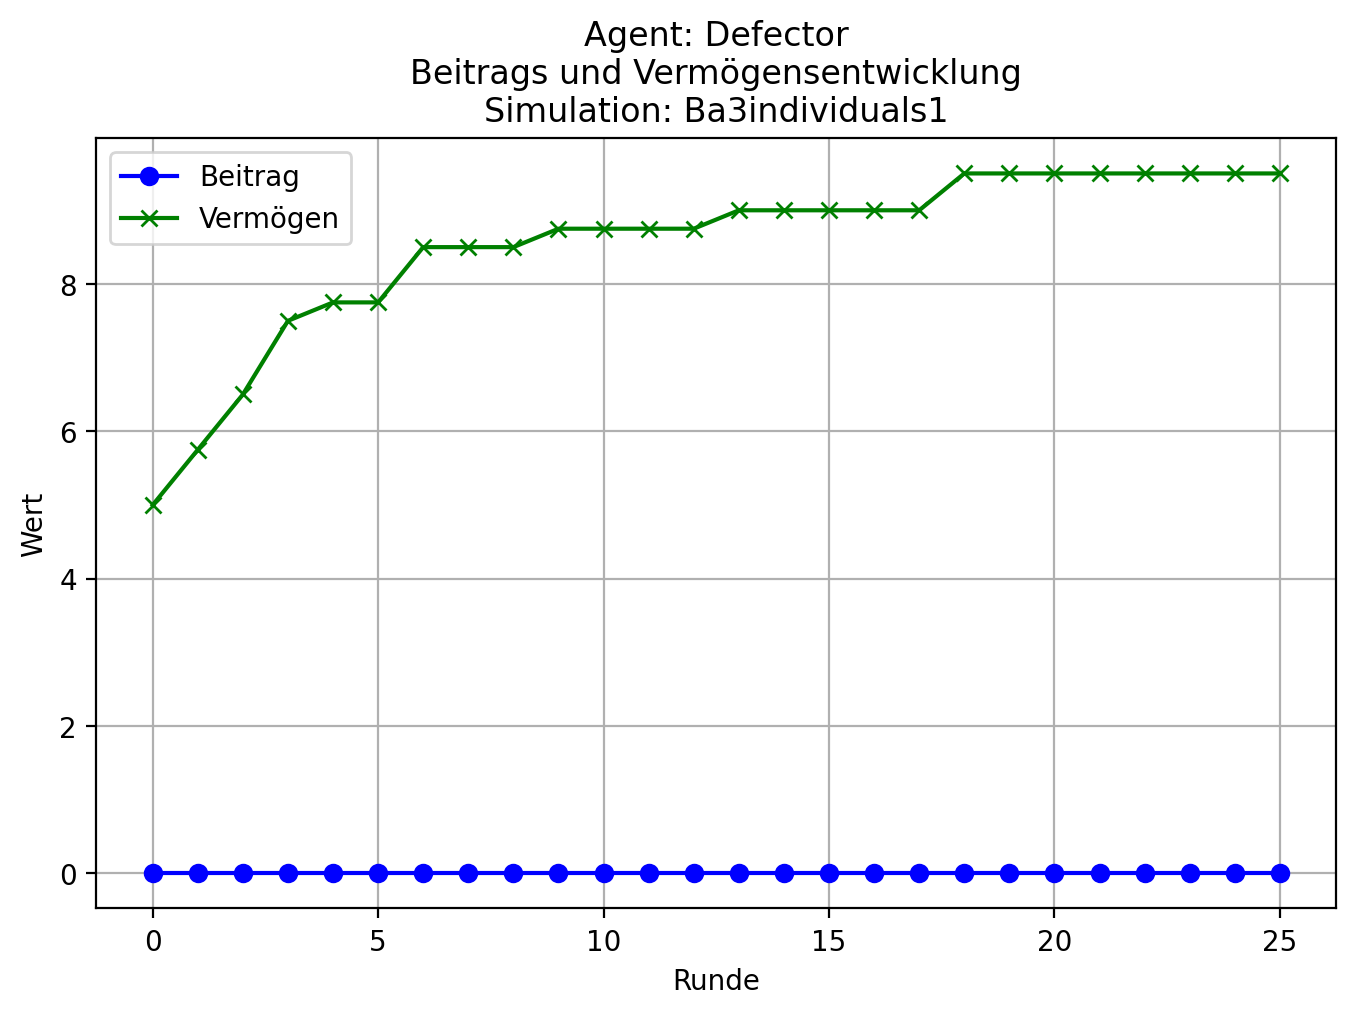 Agent: Defector
Beitrags und Vermögensentwicklung
Simulation: Ba3individuals1
Beitrag
Vermögen
8
6
4
2
0
Wert
0 5 10 15 20 25
Runde